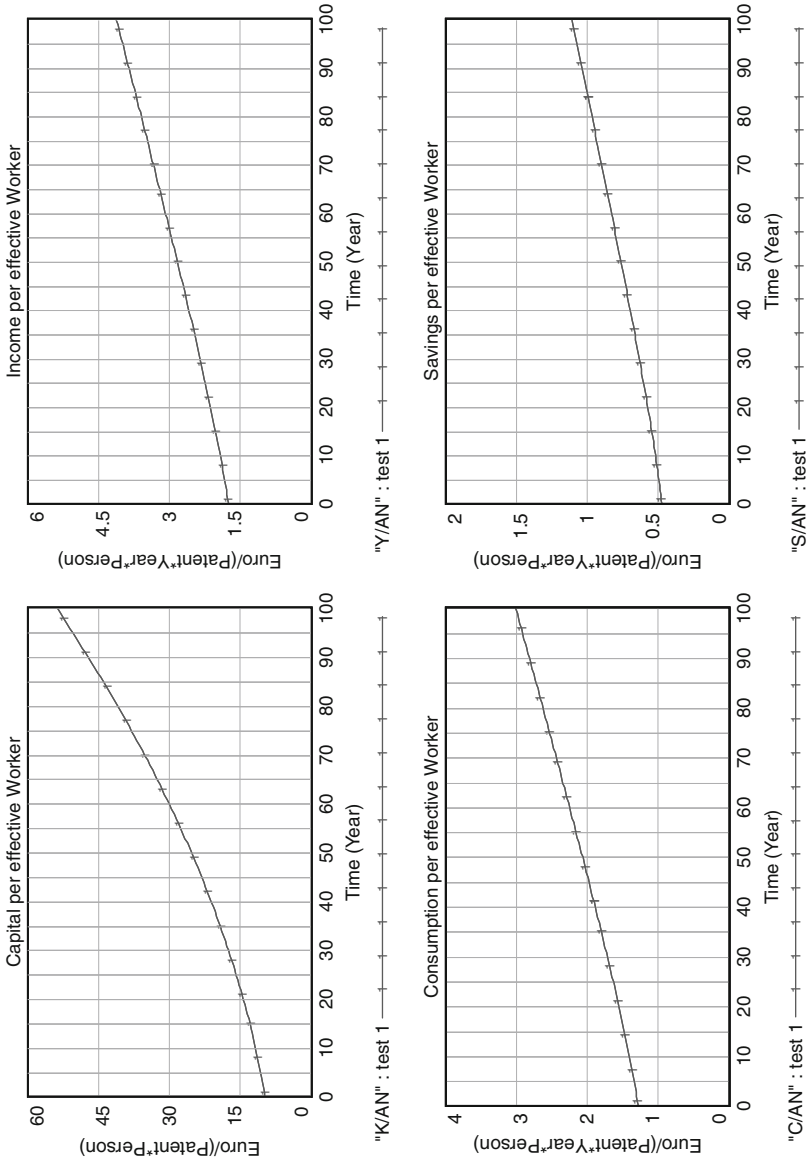 Capital per effective Worker
60
45
30
15
0
Euro/(Patent*Person)
0 10 20 30 40 50 60 70 80 90 100
Time (Year)
"K/AN" : test 1
Income per effective Worker
6
4.5
3
1.5
0
Euro/(Patent*Year*Person)
0 10 20 30 40 50 60 70 80 90 100
Time (Year)
"Y/AN" : test 1
Consumption per effective Worker
4
3
2
1
0
Euro/(Patent*Year*Person)
0 10 20 30 40 50 60 70 80 90 100
Time (Year)
"C/AN" : test 1
Savings per effective Worker
2
1.5
1
0.5
0
Euro/(Patent*Year*Person)
0 10 20 30 40 50 60 70 80 90 100
Time (Year)
"S/AN" : test 1